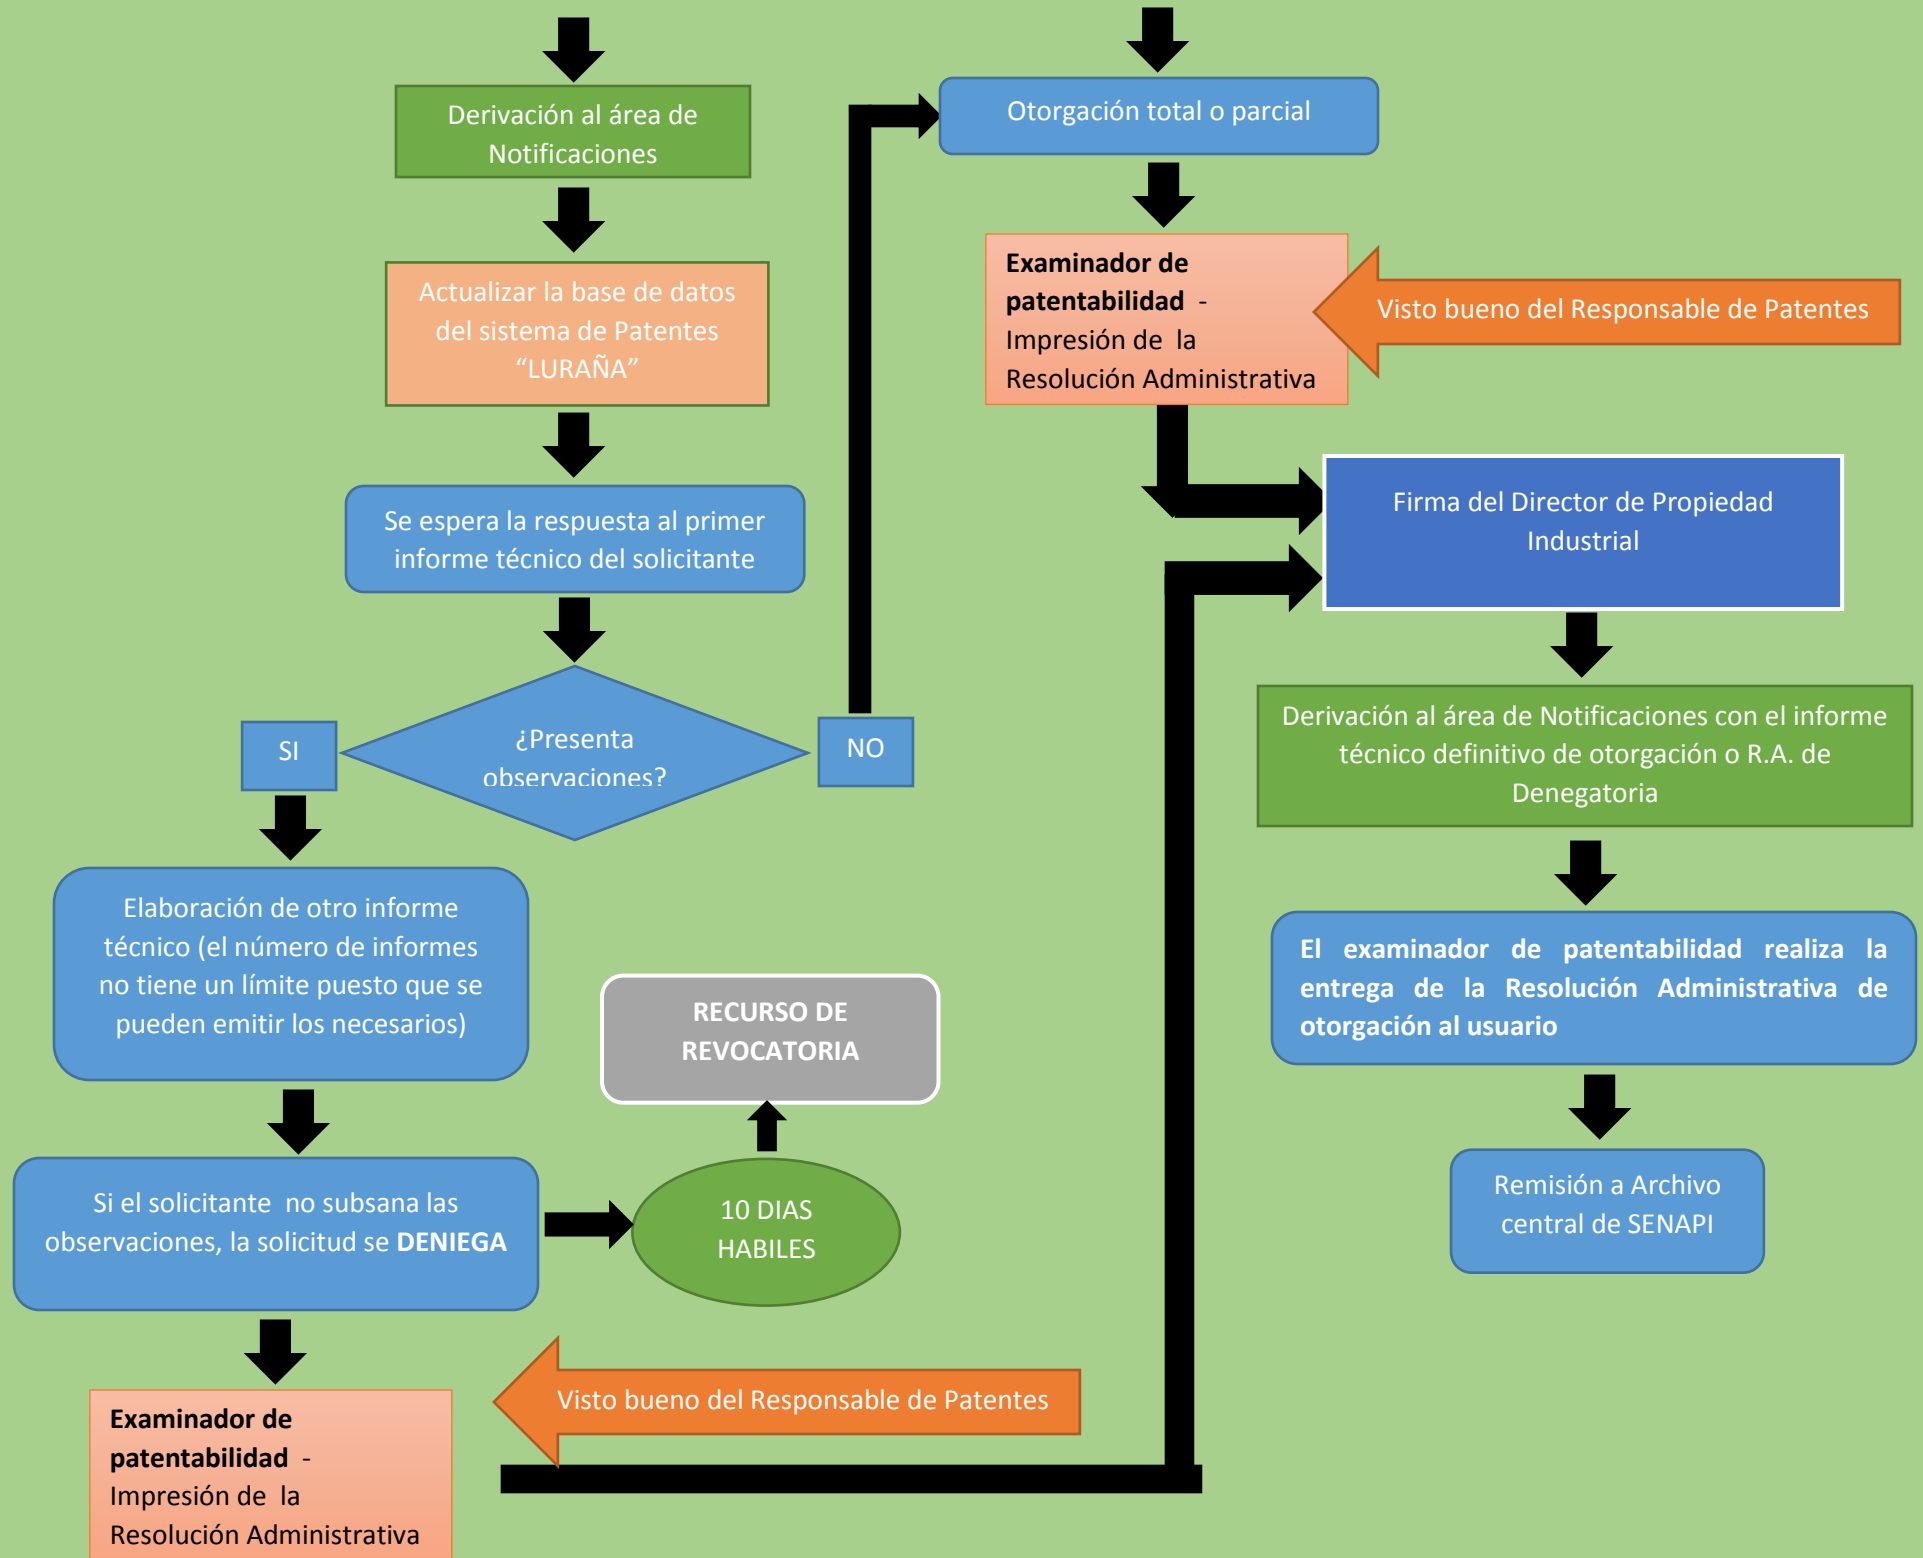 Derivación al área de
Notificaciones
Actualizar la base de datos
del sistema de Patentes
“LURAÑA”
Se espera la respuesta al primer
informe técnico del solicitante
¿Presenta
observaciones?
SI
NO
Elaboración de otro informe
técnico (el número de informes
no tiene un límite puesto que se
pueden emitir los necesarios)
Si el solicitante  no subsana las
observaciones, la solicitud se DENIEGA
10 DIAS
HABILES
RECURSO DE
REVOCATORIA
Examinador de
patentabilidad  -
Impresión de  la
Resolución Administrativa
Visto bueno del Responsable de Patentes
Otorgación total o parcial
Examinador de
patentabilidad  -
Impresión de  la
Resolución Administrativa
Visto bueno del Responsable de Patentes
Firma del Director de Propiedad
Industrial
Derivación al área de Notificaciones con el informe
técnico definitivo de otorgación o R.A. de
Denegatoria
El examinador de patentabilidad realiza la
entrega de la Resolución Administrativa de
otorgación al usuario
Remisión a Archivo
central de SENAPI